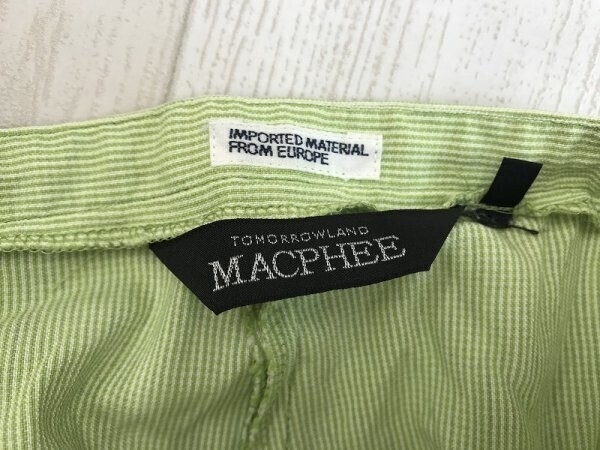 IMPORTED MATERIAL
FROM EUROPE
TOMORROWLAND
MACPHEE